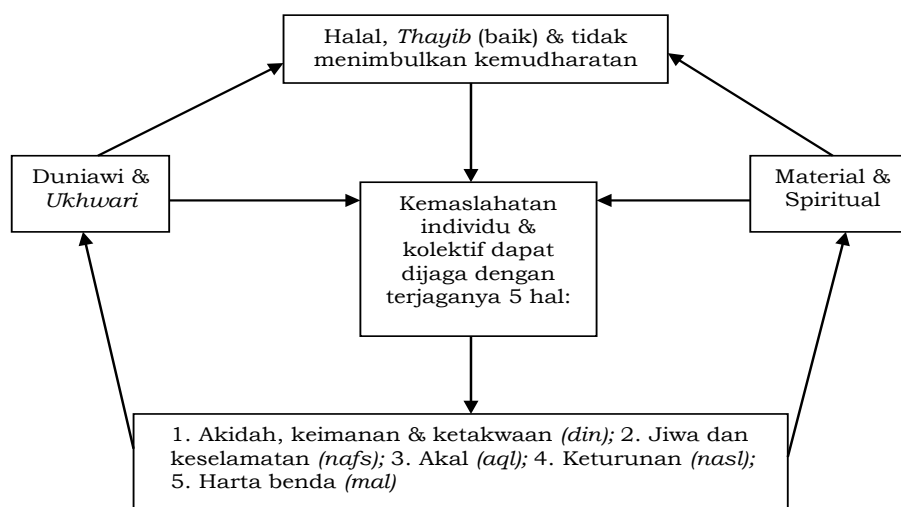 Halal, Thayib (baik) & tidak
menimbulkan kemudharatan
Duniawi &
Ukhwari
Kemaslahatan
individu &
kolektif dapat
dijaga dengan
terjaganya 5 hal:
Material &
Spiritual
1. Akidah, keimanan & ketakwaan (din); 2. Jiwa dan
keselamatan (nafs); 3. Akal (aql); 4. Keturunan (nasl);
5. Harta benda (mal)